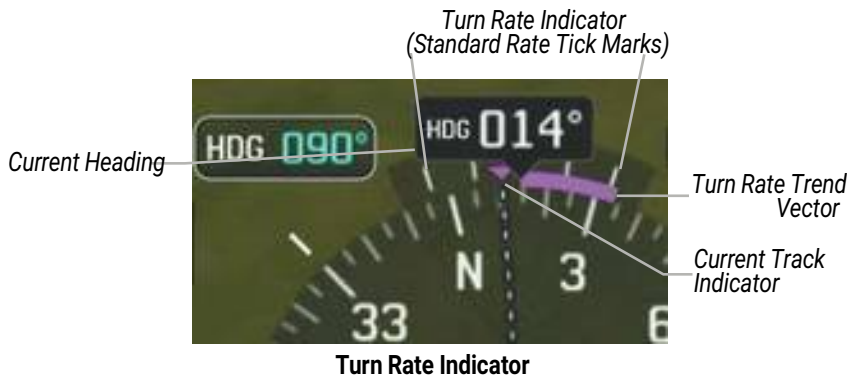 Turn Rate Indicator
(Standard Rate Tick Marks)
HDG 014°
HDG 090°
Current Heading
Turn Rate Trend
Vector
Current Track
Indicator
N
3
33
6
Turn Rate Indicator